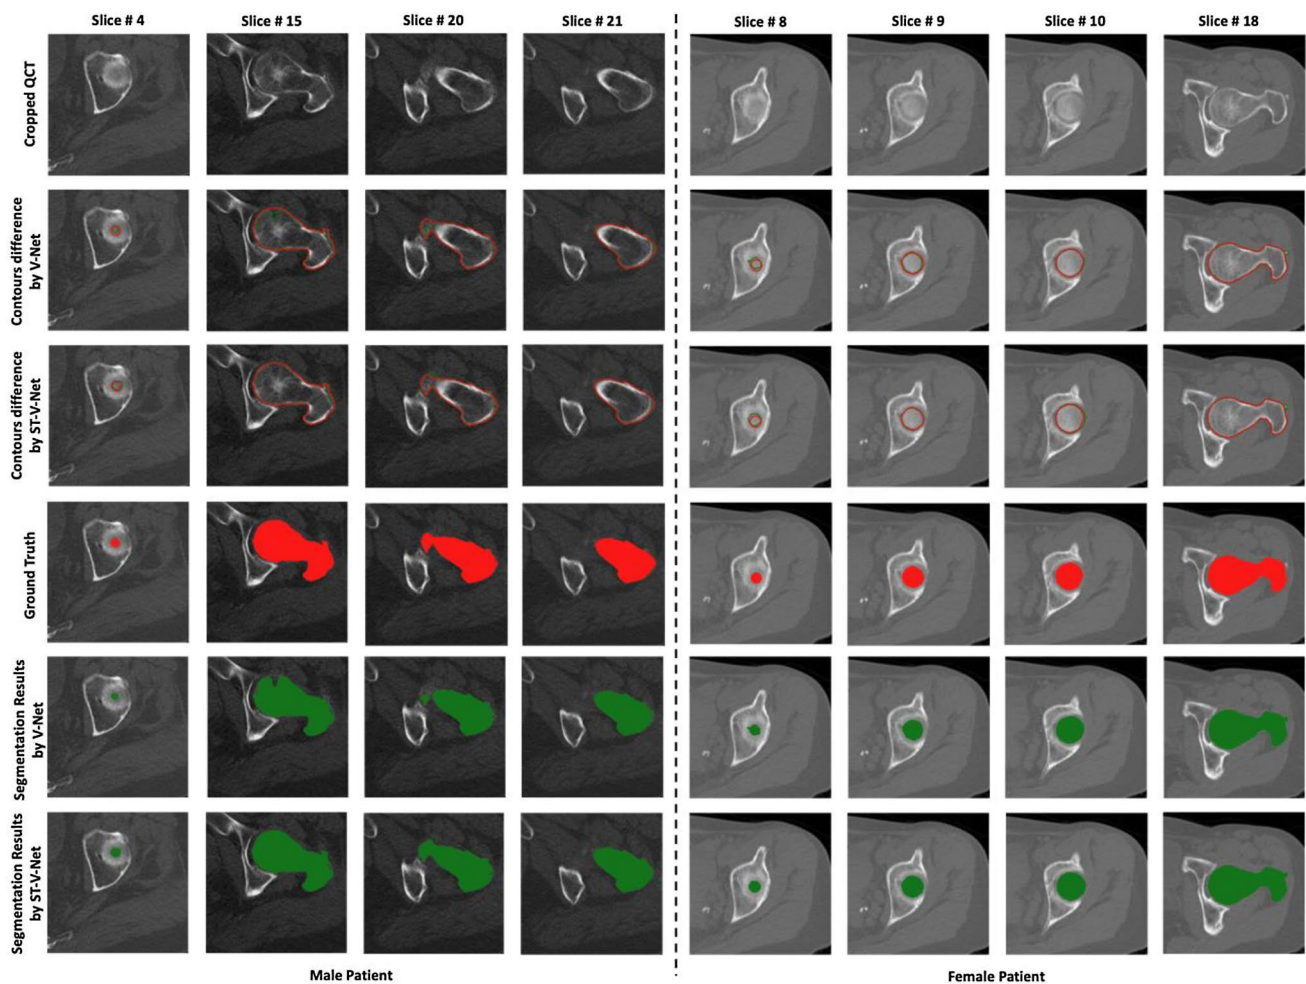 Slice # 4
Slice # 15
Slice # 20
Slice # 21
Slice # 8
Slice # 9
Slice # 10
Slice # 18
Cropped QCT
Contours difference
by V-Net
Contours difference
by ST-V-Net
Ground Truth
Segmentation Results
by V-Net
Segmentation Results
by ST-V-Net
Male Patient
Female Patient